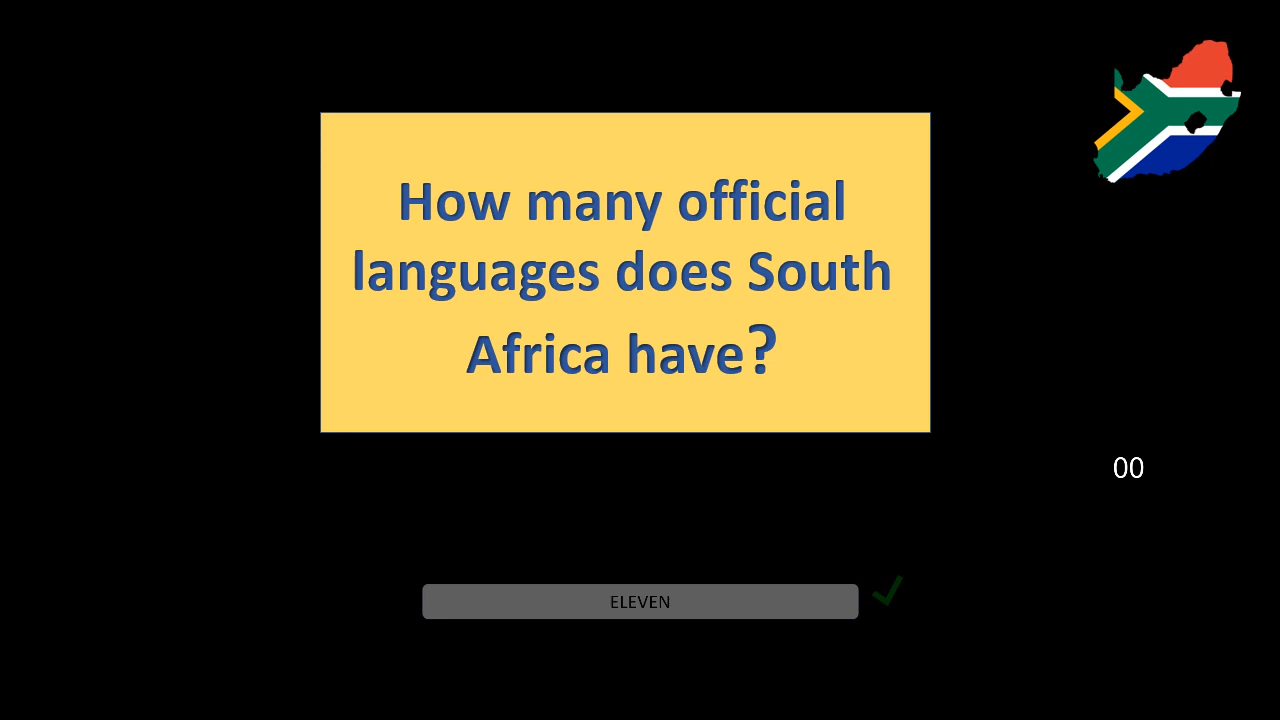 How many official
languages does South
Africa have?
00
ELEVEN